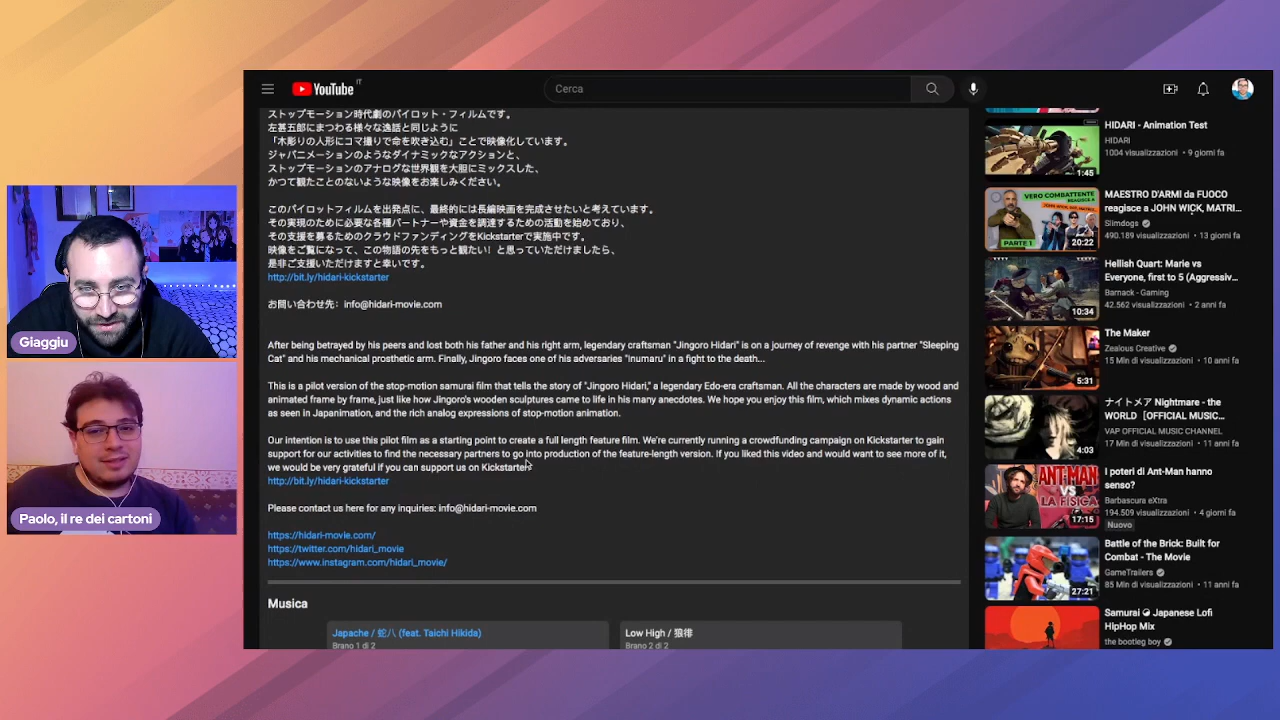 YouTube IT
Cerca
ストップモーション時代劇のパイロット・フィルムです。
左甚五郎にまつわる様々な逸話と同じように
「木彫りの人形にコマ撮りで命を吹き込む」ことで映像化しています。
ジャパニメーションのようなダイナミックなアクションと、
ストップモーションのアナログな世界観を大胆にミックスした、
かつて観たことのないような映像をお楽しみください。
このパイロットフィルムを出発点に、最終的には長編映画を完成させたいと考えています。
その実現のために必要な各種パートナーや資金を調達するための活動を始めており、
その支援を募るためのクラウドファンディングをKickstarterで実施中です。
映像をご覧になって、この物語の先をもっと観たい！と思っていただけましたら、
是非ご支援いただけますと幸いです。
http://bit.ly/hidari-kickstarter
お問い合わせ先：info@hidari-movie.com
After being betrayed by his peers and lost both his father and his right arm, legendary craftsman "Jingoro Hidari" is on a journey of revenge with his partner "Sleeping
Cat" and his mechanical prosthetic arm. Finally, Jingoro faces one of his adversaries "Inumaru" in a fight to the death...
This is a pilot version of the stop-motion samurai film that tells the story of "Jingoro Hidari," a legendary Edo-era craftsman. All the characters are made by wood and
animated frame by frame, just like how Jingoro's wooden sculptures came to life in his many anecdotes. We hope you enjoy this film, which mixes dynamic actions
as seen in Japanimation, and the rich analog expressions of stop-motion animation.
Our intention is to use this pilot film as a starting point to create a full length feature film. We're currently running a crowdfunding campaign on Kickstarter to gain
support for our activities to find the necessary partners to go into production of the feature-length version. If you liked this video and would want to see more of it,
we would be very grateful if you can support us on Kickstarter
http://bit.ly/hidari-kickstarter
Please contact us here for any inquiries: info@hidari-movie.com
https://hidari-movie.com/
https://twitter.com/hidari_movie
https://www.instagram.com/hidari_movie/
Musica
Japache / 蛇八 (feat. Taichi Hikida)
Brano 1 di 2
Low High / 狼徘
Brano 2 di 2
HIDARI - Animation Test
HIDARI
1004 visualizzazioni • 9 giorni fa
1:45
MAESTRO D'ARMI da FUOCO
reagisce a JOHN WICK, MATRI...
Slimdogs
490.189 visualizzazioni • 13 giorni fa
VERO COMBATTENTE
REAGISCE A
JOHN WICK, 007, MATRIX...
PARTE 1
20:22
Hellish Quart: Marie vs
Everyone, first to 5 (Aggressiv...
Barnack - Gaming
42.562 visualizzazioni • 2 anni fa
10:34
The Maker
Zealous Creative
15 Mln di visualizzazioni • 10 anni fa
5:31
ナイトメア Nightmare - the
WORLD［OFFICIAL MUSIC...
VAP OFFICIAL MUSIC CHANNEL
17 Mln di visualizzazioni • 11 anni fa
4:03
I poteri di Ant-Man hanno
senso?
Barbascura eXtra
194.509 visualizzazioni • 4 giorni fa
Nuovo
ANT-MAN
VS
LA FISICA
17:15
Battle of the Brick: Built for
Combat - The Movie
GameTrailers
85 Mln di visualizzazioni • 11 anni fa
27:21
Samurai ☯ Japanese Lofi
HipHop Mix
the bootleg boy
Giaggiu
Paolo, il re dei cartoni